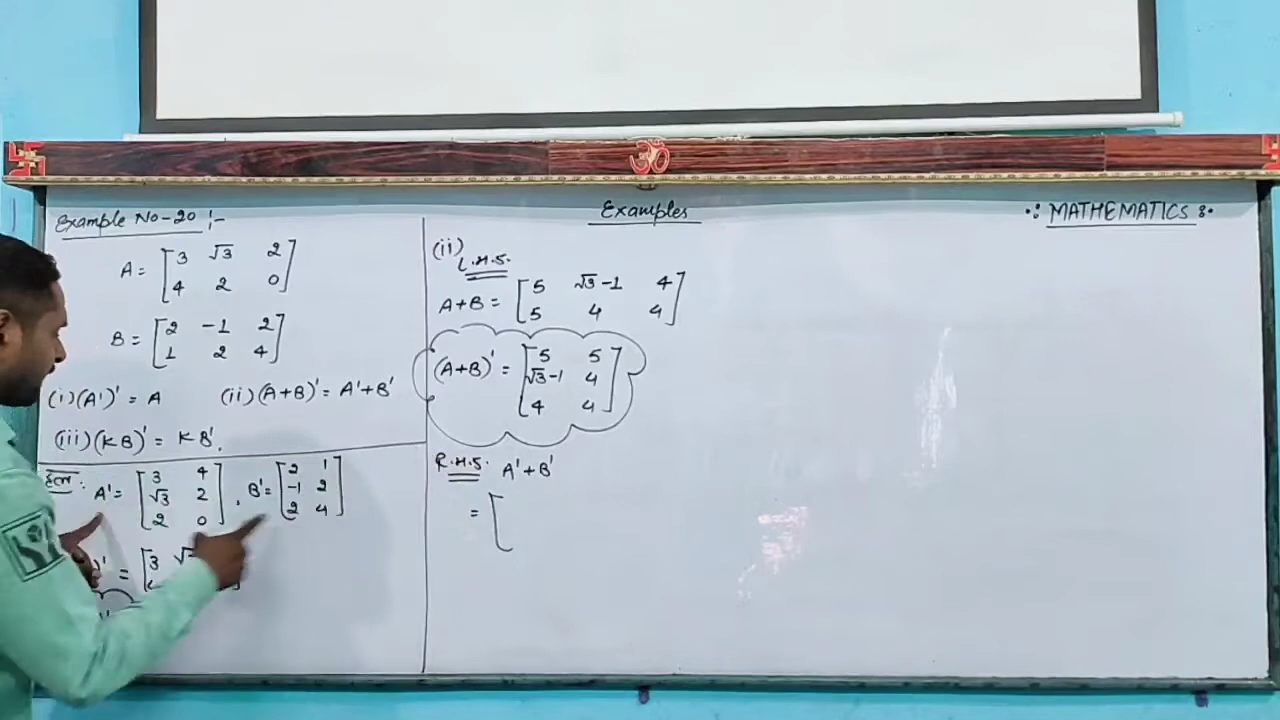 Examples
·: MATHEMATICS :·
Example No-20 :-
A = [3 √3 2
4 2 0]
B = [2 -1 2
1 2 4]
(i) (A')' = A (ii) (A+B)' = A'+B'
(iii) (KB)' = KB'.
हल: A' = [3 4
√3 2
2 0], B' = [2 1
-1 2
2 4]
= [3
(ii)
L.H.S.
A+B = [5 √3-1 4
5 4 4]
(A+B)' = [5 5
√3-1 4
4 4]
R.H.S. A'+B'
= [